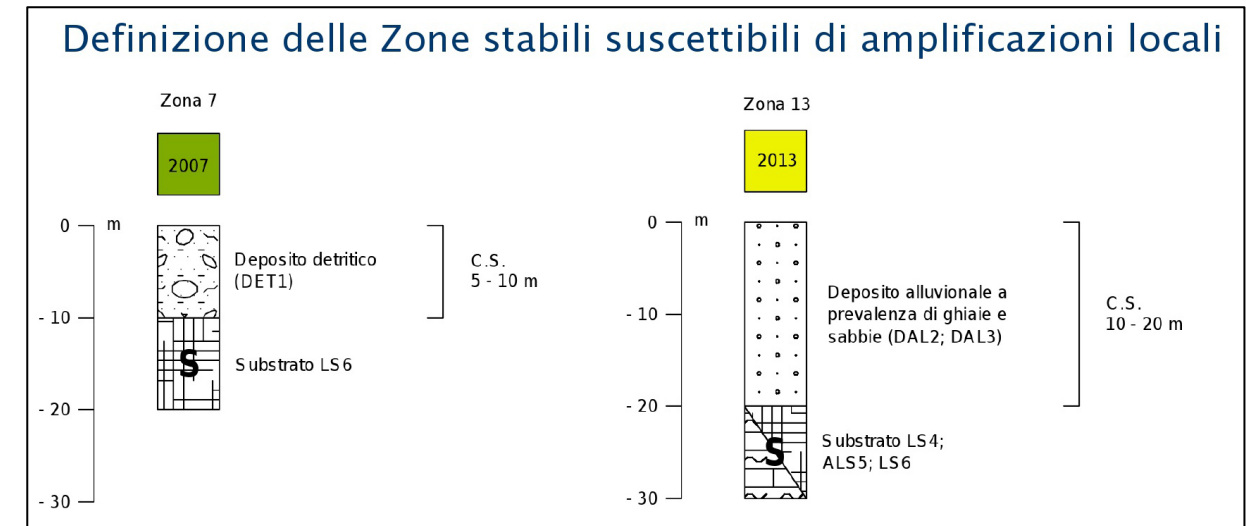 Definizione delle Zone stabili suscettibili di amplificazioni locali
Zona 7
2007
0 m
Deposito detritico
(DET1)
C.S.
5 - 10 m
- 10
S
Substrato LS6
- 20
- 30
Zona 13
2013
0 m
Deposito alluvionale a
prevalenza di ghiaie e
sabbie (DAL2; DAL3)
C.S.
10 - 20 m
- 10
- 20
S
Substrato LS4;
ALS5; LS6
- 30